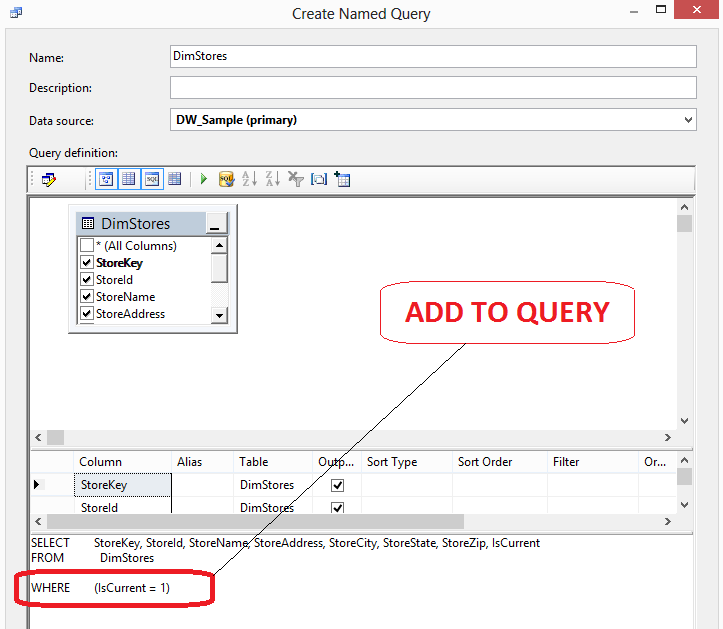 Create Named Query
Name:
DimStores
Description:
Data source:
DW_Sample (primary)
Query definition:
SQL
SQL
A
Z
Z
A
DimStores
* (All Columns)
StoreKey
StoreId
StoreName
StoreAddress
ADD TO QUERY
Column Alias Table Outp... Sort Type Sort Order Filter Or...
StoreKey DimStores
StoreId DimStores
SELECT StoreKey, StoreId, StoreName, StoreAddress, StoreCity, StoreState, StoreZip, IsCurrent
FROM DimStores
WHERE (IsCurrent = 1)